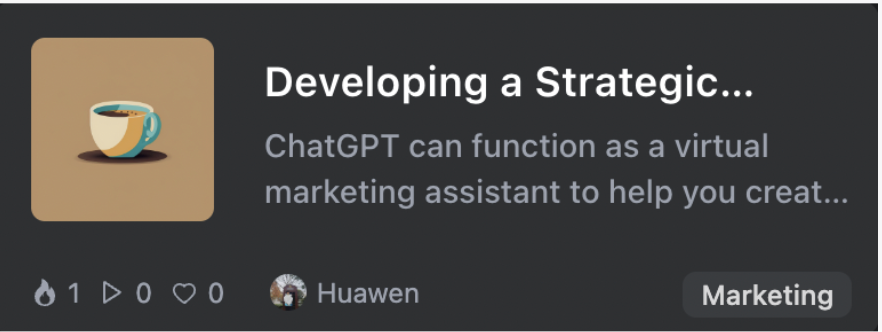 Developing a Strategic...
ChatGPT can function as a virtual
marketing assistant to help you creat...
1 0 0 Huawen Marketing